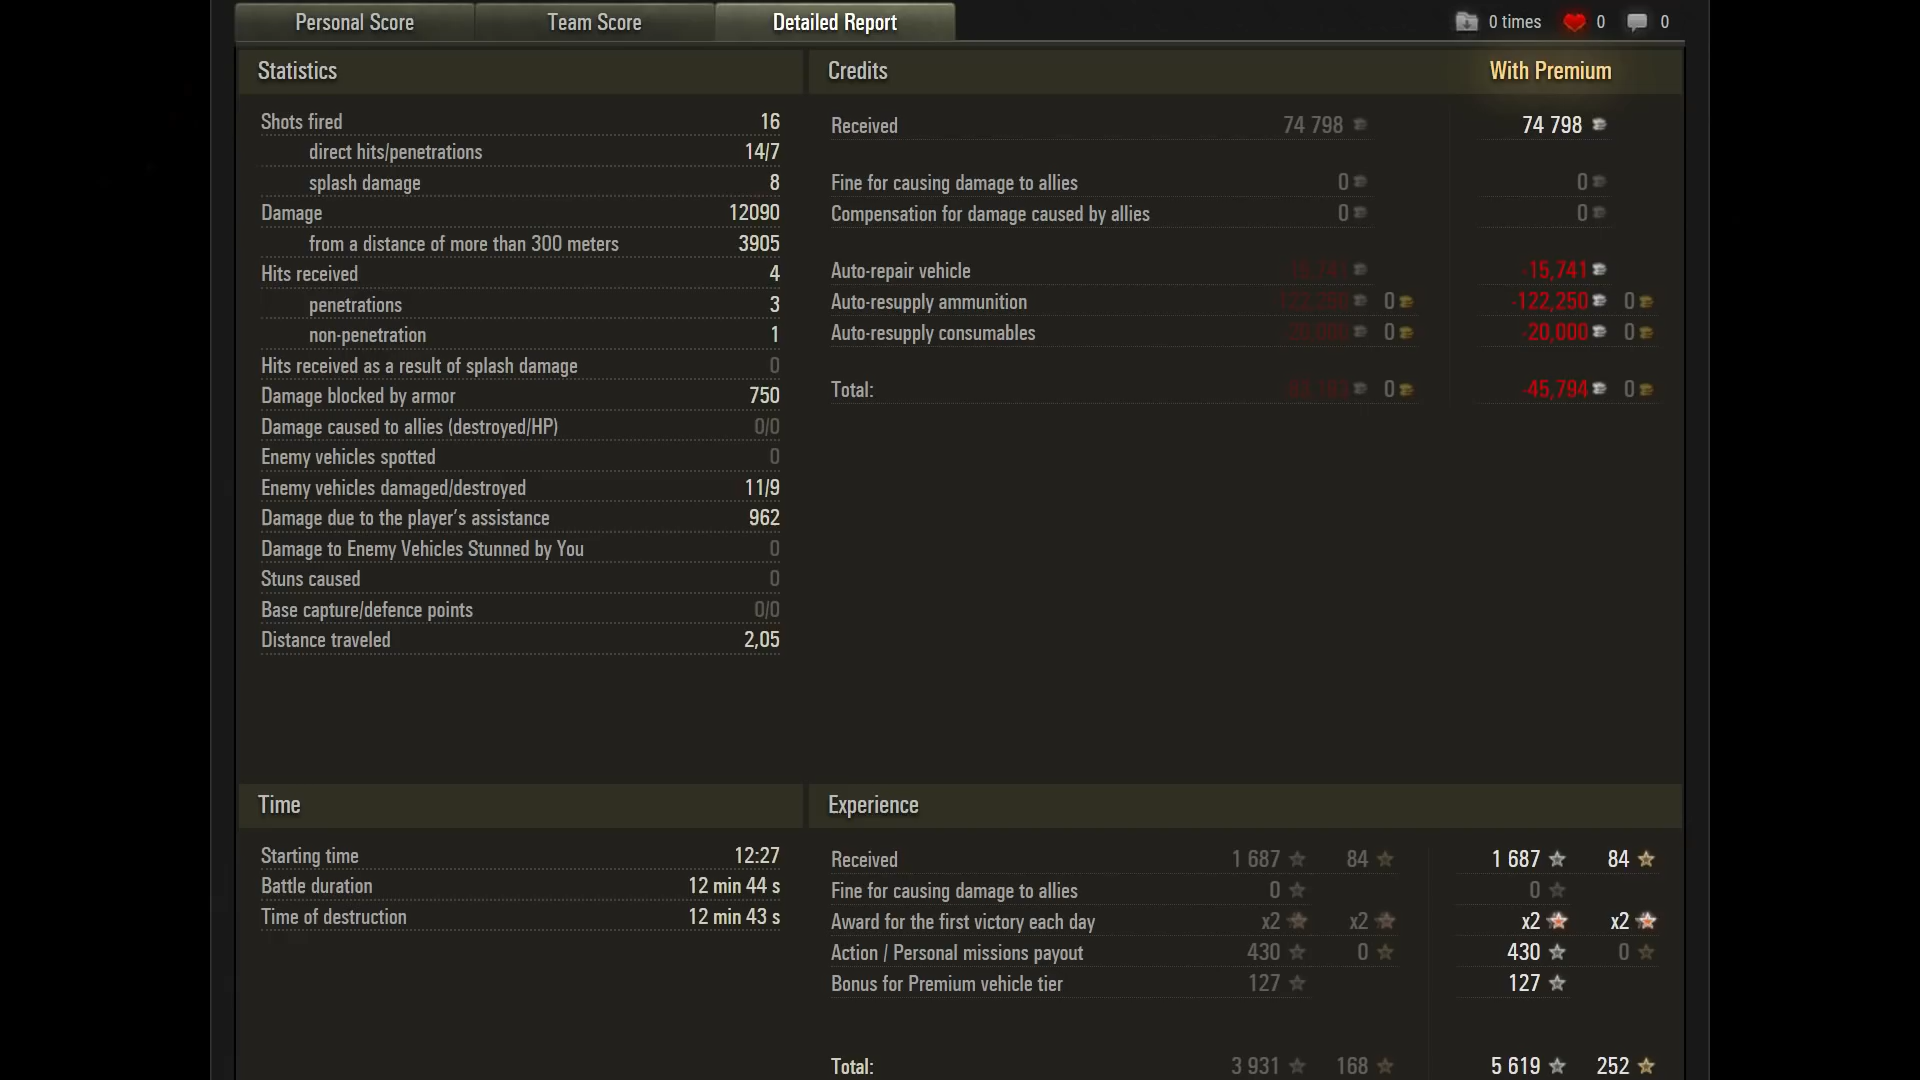 Personal Score Team Score Detailed Report 0 times 0 0
Statistics
Shots fired 16
direct hits/penetrations 14/7
splash damage 8
Damage 12090
from a distance of more than 300 meters 3905
Hits received 4
penetrations 3
non-penetration 1
Hits received as a result of splash damage 0
Damage blocked by armor 750
Damage caused to allies (destroyed/HP) 0/0
Enemy vehicles spotted 0
Enemy vehicles damaged/destroyed 11/9
Damage due to the player's assistance 962
Damage to Enemy Vehicles Stunned by You 0
Stuns caused 0
Base capture/defence points 0/0
Distance traveled 2,05
Credits With Premium
Received 74 798 74 798
Fine for causing damage to allies 0 0
Compensation for damage caused by allies 0 0
Auto-repair vehicle -15,741 -15,741
Auto-resupply ammunition -122,250 0 -122,250 0
Auto-resupply consumables -20,000 0 -20,000 0
Total: 0 -45,794 0
Time
Starting time 12:27
Battle duration 12 min 44 s
Time of destruction 12 min 43 s
Experience
Received 1 687 84 1 687 84
Fine for causing damage to allies 0 0
Award for the first victory each day x2 x2 x2 x2
Action / Personal missions payout 430 0 430 0
Bonus for Premium vehicle tier 127 127
Total: 3 931 168 5 619 252